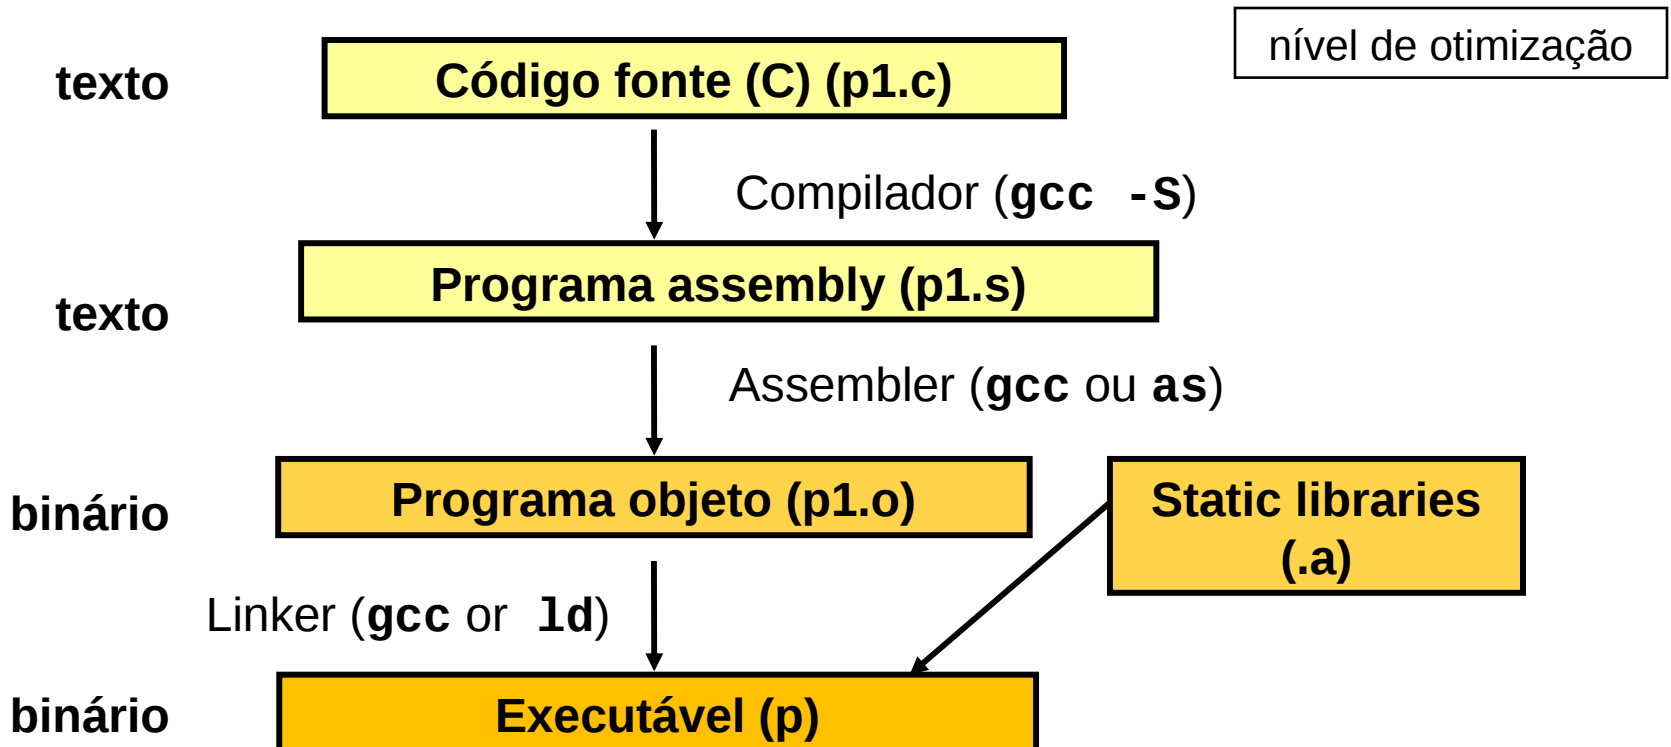 nível de otimização
texto
Código fonte (C) (p1.c)
Compilador (gcc -S)
texto
Programa assembly (p1.s)
Assembler (gcc ou as)
binário
Programa objeto (p1.o)
Static libraries
(.a)
Linker (gcc or ld)
binário
Executável (p)